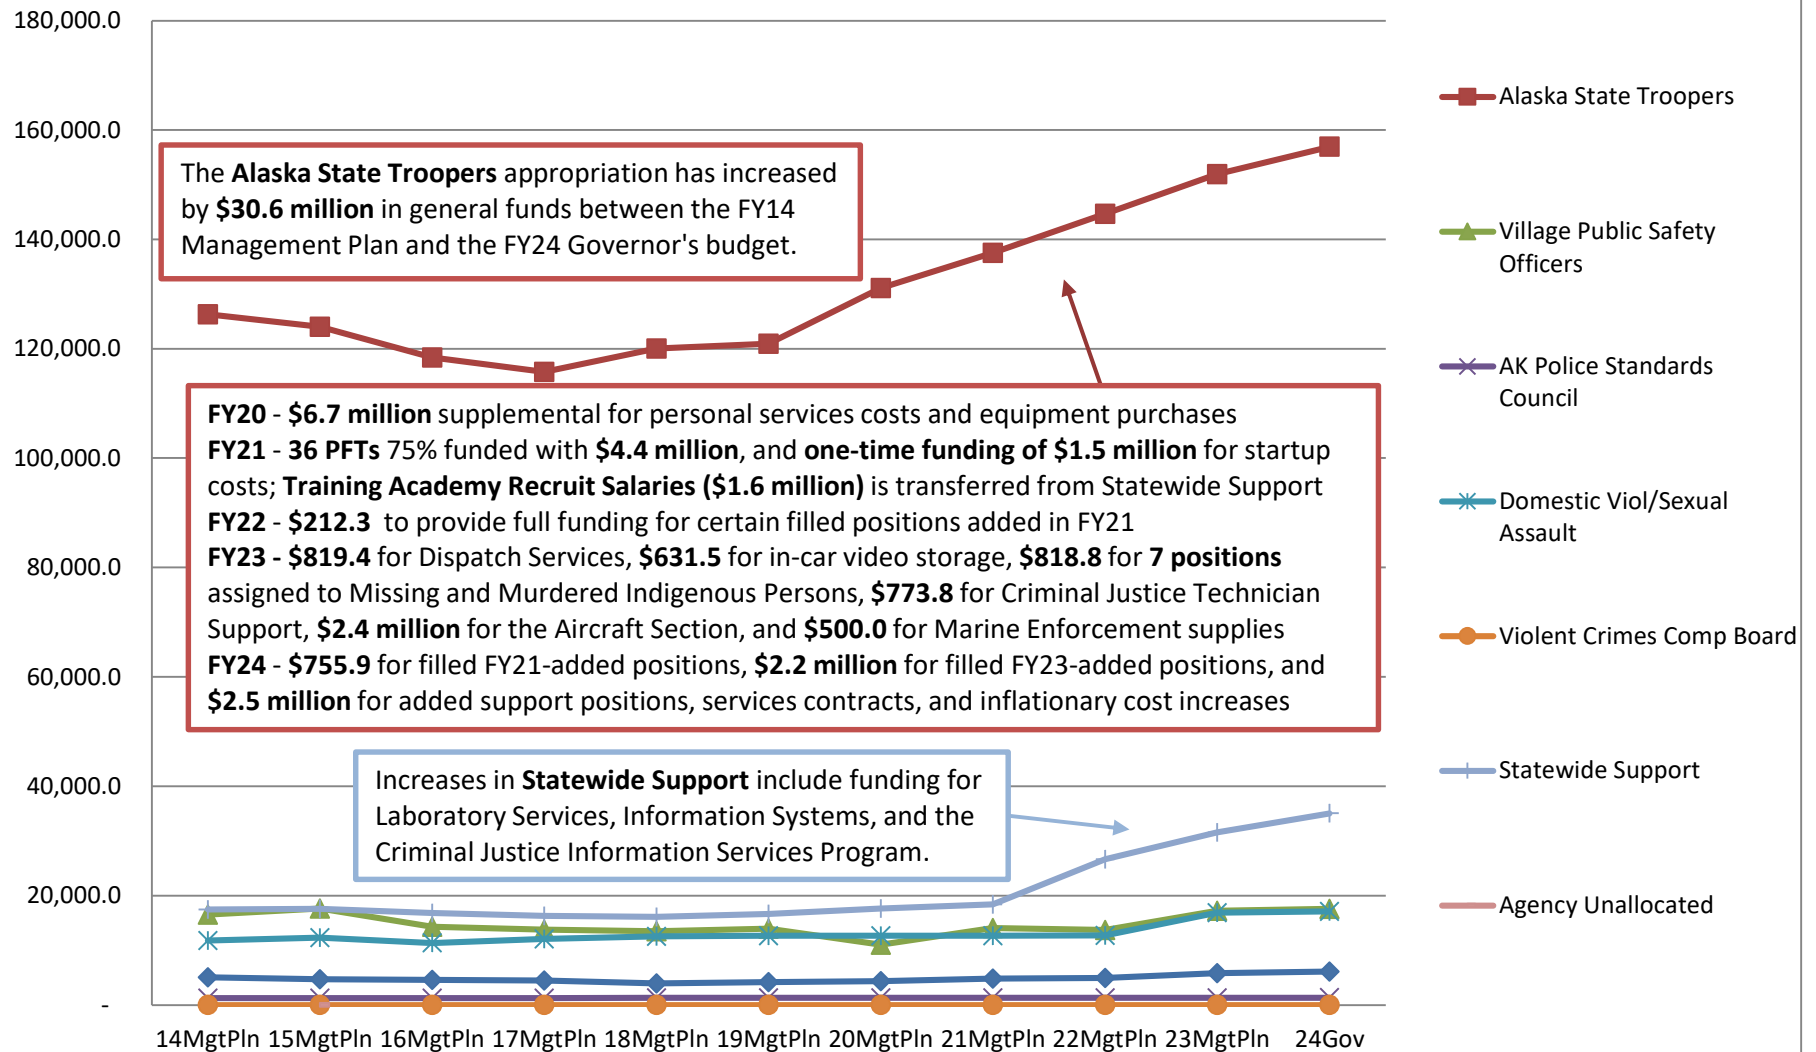 180,000.0
160,000.0
140,000.0
120,000.0
100,000.0
80,000.0
60,000.0
40,000.0
20,000.0
-
The Alaska State Troopers appropriation has increased
by $30.6 million in general funds between the FY14
Management Plan and the FY24 Governor's budget.
FY20 - $6.7 million supplemental for personal services costs and equipment purchases
FY21 - 36 PFTs 75% funded with $4.4 million, and one-time funding of $1.5 million for startup
costs; Training Academy Recruit Salaries ($1.6 million) is transferred from Statewide Support
FY22 - $212.3 to provide full funding for certain filled positions added in FY21
FY23 - $819.4 for Dispatch Services, $631.5 for in-car video storage, $818.8 for 7 positions
assigned to Missing and Murdered Indigenous Persons, $773.8 for Criminal Justice Technician
Support, $2.4 million for the Aircraft Section, and $500.0 for Marine Enforcement supplies
FY24 - $755.9 for filled FY21-added positions, $2.2 million for filled FY23-added positions, and
$2.5 million for added support positions, services contracts, and inflationary cost increases
Increases in Statewide Support include funding for
Laboratory Services, Information Systems, and the
Criminal Justice Information Services Program.
14MgtPln 15MgtPln 16MgtPln 17MgtPln 18MgtPln 19MgtPln 20MgtPln 21MgtPln 22MgtPln 23MgtPln 24Gov
Alaska State Troopers
Village Public Safety
Officers
AK Police Standards
Council
Domestic Viol/Sexual
Assault
Violent Crimes Comp Board
Statewide Support
Agency Unallocated